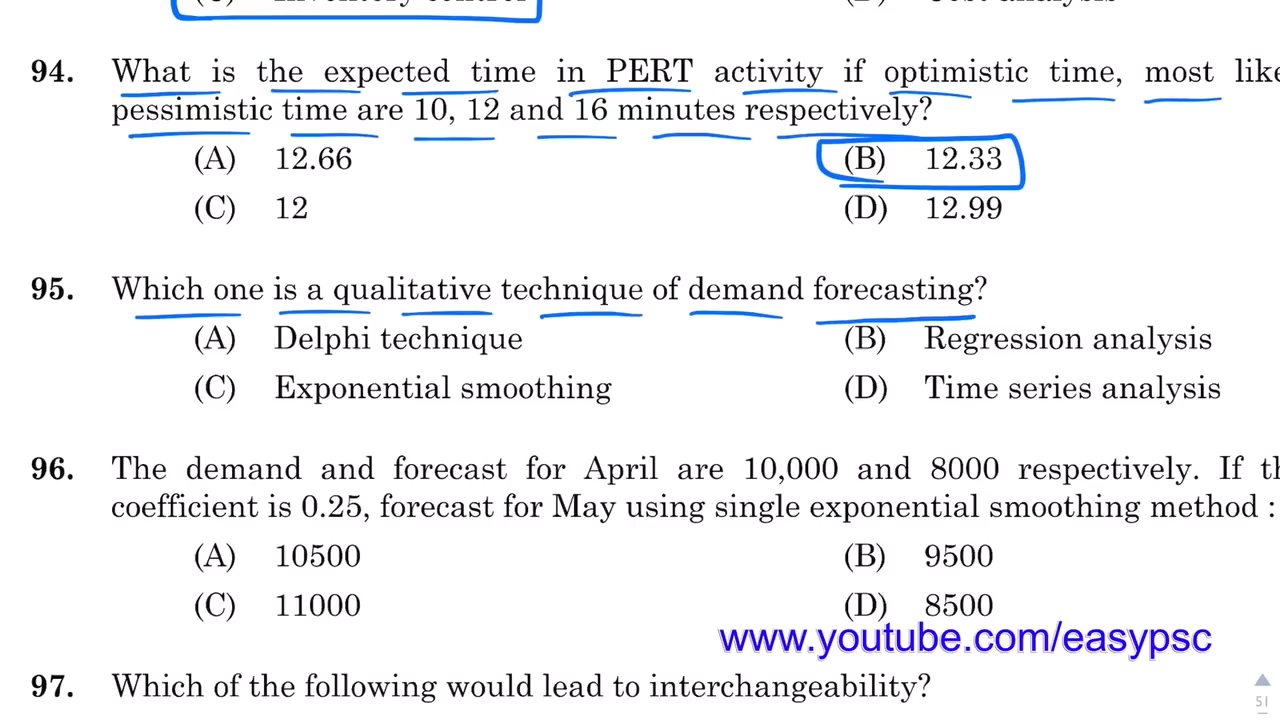 94. What is the expected time in PERT activity if optimistic time, most
pessimistic time are 10, 12 and 16 minutes respectively?
(A) 12.66 (B) 12.33
(C) 12 (D) 12.99
95. Which one is a qualitative technique of demand forecasting?
(A) Delphi technique (B) Regression analysis
(C) Exponential smoothing (D) Time series analysis
96. The demand and forecast for April are 10,000 and 8000 respectively. If
coefficient is 0.25, forecast for May using single exponential smoothing method :
(A) 10500 (B) 9500
(C) 11000 (D) 8500
www.youtube.com/easypsc
97. Which of the following would lead to interchangeability?
51